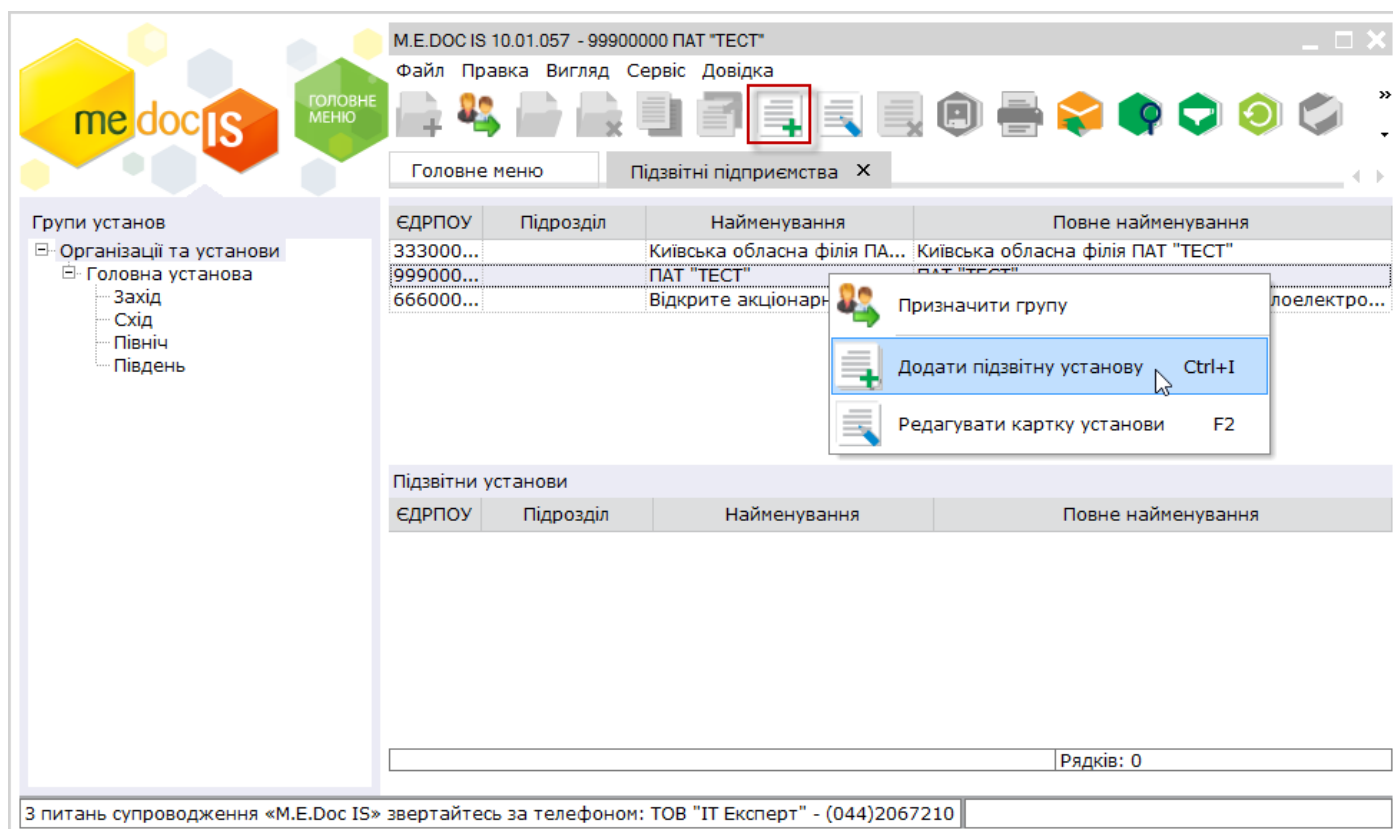 M.E.DOC IS 10.01.057 - 99900000 ПАТ "ТЕСТ"
Файл Правка Вигляд Сервіс Довідка
me doc IS
ГОЛОВНЕ
МЕНЮ
»
Головне меню Підзвітні підприємства X
Групи установ
Організації та установи
Головна установа
Захід
Схід
Північ
Південь
ЄДРПОУ Підрозділ Найменування Повне найменування
333000... Київська обласна філія ПА... Київська обласна філія ПАТ "ТЕСТ"
999000... ПАТ "ТЕСТ" ПАТ "ТЕСТ"
666000... Відкрите акціонарн лоелектро...
Призначити групу
Додати підзвітну установу Ctrl+I
Редагувати картку установи F2
Підзвітни установи
ЄДРПОУ Підрозділ Найменування Повне найменування
Рядків: 0
З питань супроводження «M.E.Doc IS» звертайтесь за телефоном: ТОВ "ІТ Експерт" - (044)2067210